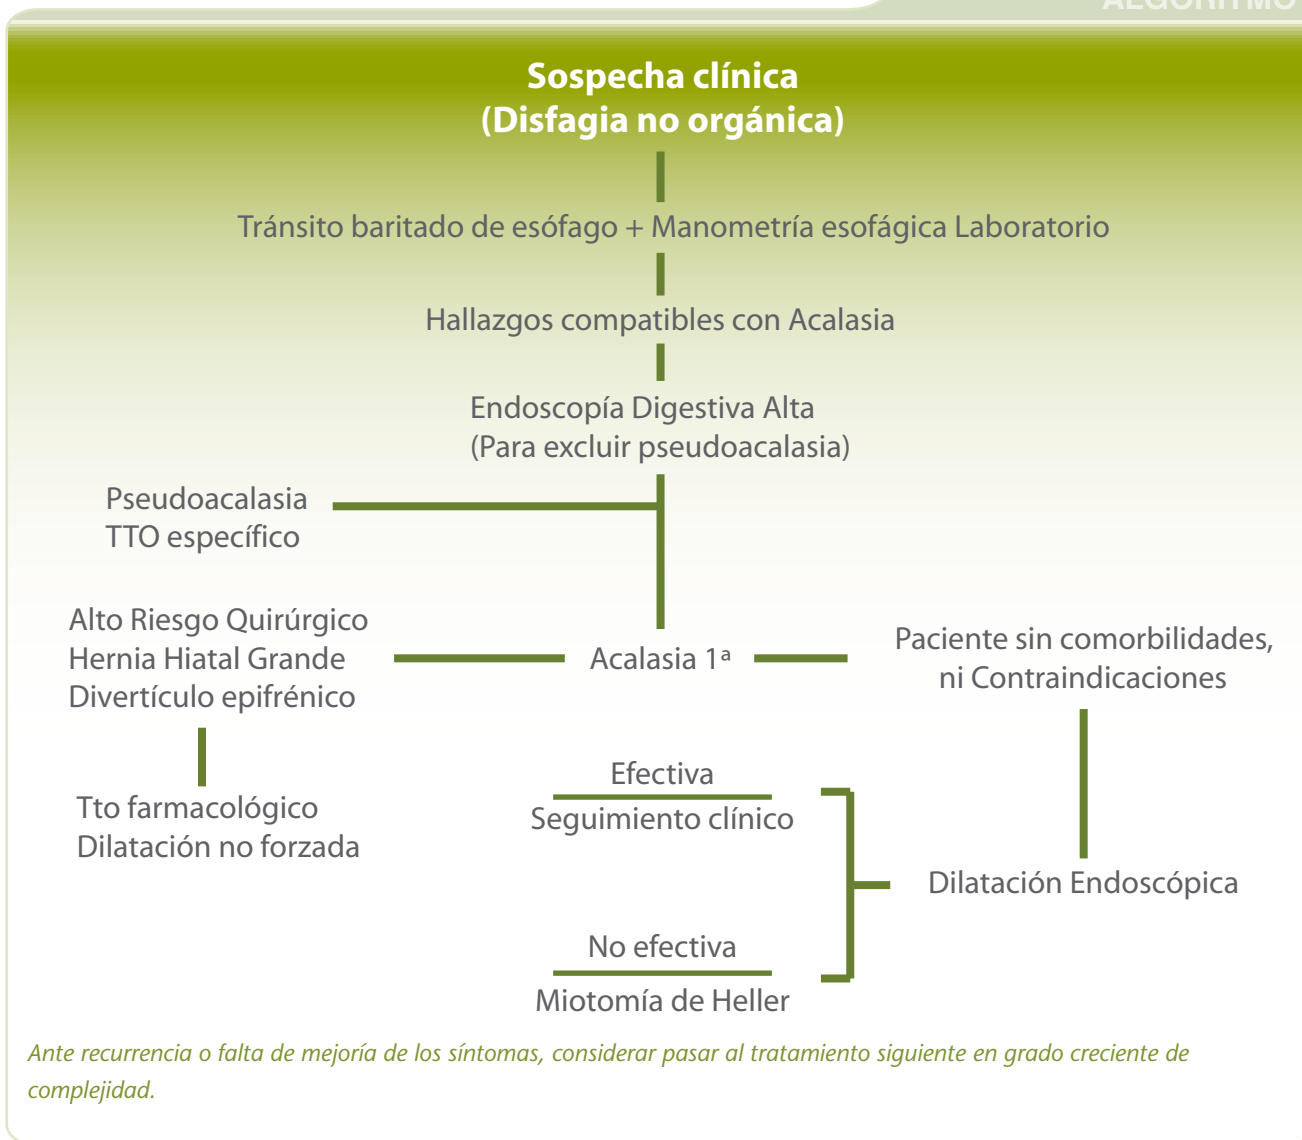 ALGORITMO
Sospecha clínica
(Disfagia no orgánica)
Tránsito baritado de esófago + Manometría esofágica Laboratorio
Hallazgos compatibles con Acalasia
Endoscopía Digestiva Alta
(Para excluir pseudoacalasia)
Pseudoacalasia
TTO específico
Alto Riesgo Quirúrgico
Hernia Hiatal Grande
Divertículo epifrénico
Acalasia 1ª
Paciente sin comorbilidades,
ni Contraindicaciones
Tto farmacológico
Dilatación no forzada
Efectiva
Seguimiento clínico
Dilatación Endoscópica
No efectiva
Miotomía de Heller
Ante recurrencia o falta de mejoría de los síntomas, considerar pasar al tratamiento siguiente en grado creciente de
complejidad.